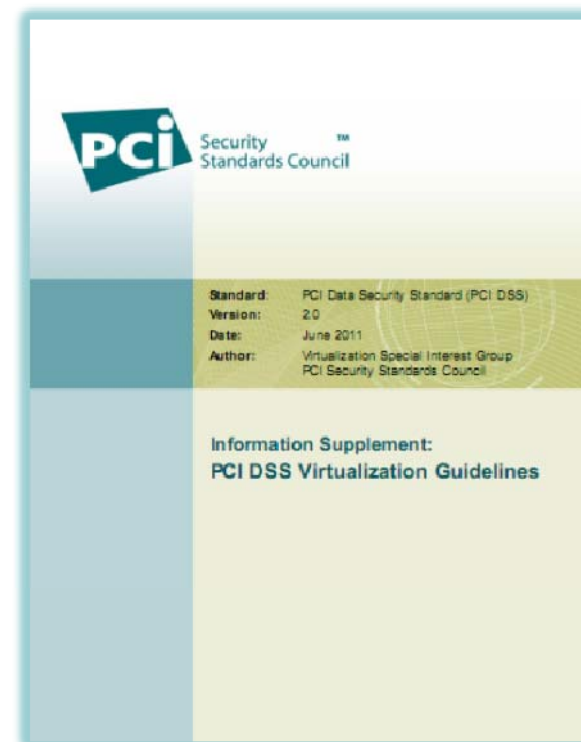 PCi Security ™
Standards Council
Standard: PCI Data Security Standard (PCI DSS)
Version: 2.0
Date: June 2011
Author: Virtualization Special Interest Group
PCI Security Standards Council
Information Supplement:
PCI DSS Virtualization Guidelines